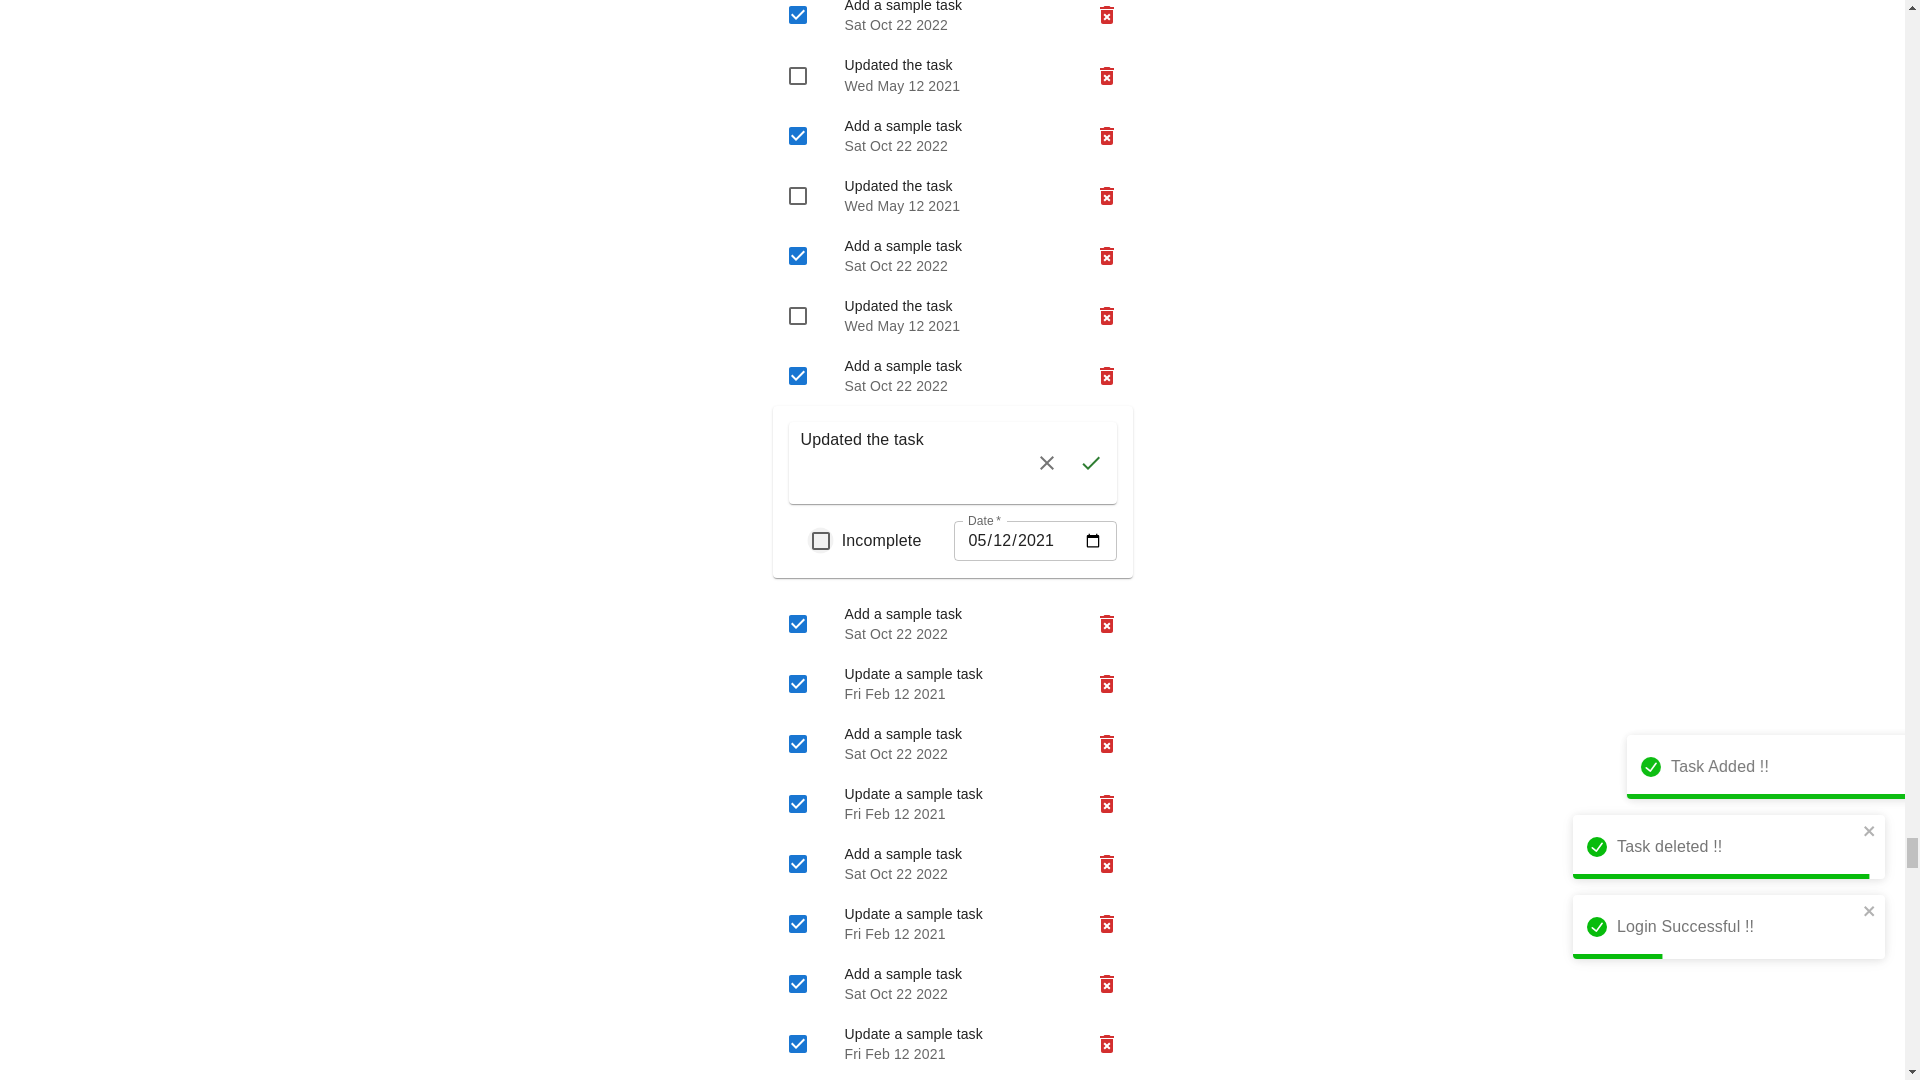 Add a sample task
Sat Oct 22 2022
Updated the task
Wed May 12 2021
Add a sample task
Sat Oct 22 2022
Updated the task
Wed May 12 2021
Add a sample task
Sat Oct 22 2022
Updated the task
Wed May 12 2021
Add a sample task
Sat Oct 22 2022
Updated the task
Incomplete
Date *
05/12/2021
Add a sample task
Sat Oct 22 2022
Update a sample task
Fri Feb 12 2021
Add a sample task
Sat Oct 22 2022
Update a sample task
Fri Feb 12 2021
Add a sample task
Sat Oct 22 2022
Update a sample task
Fri Feb 12 2021
Add a sample task
Sat Oct 22 2022
Update a sample task
Fri Feb 12 2021
Task Added !!
Task deleted !!
Login Successful !!